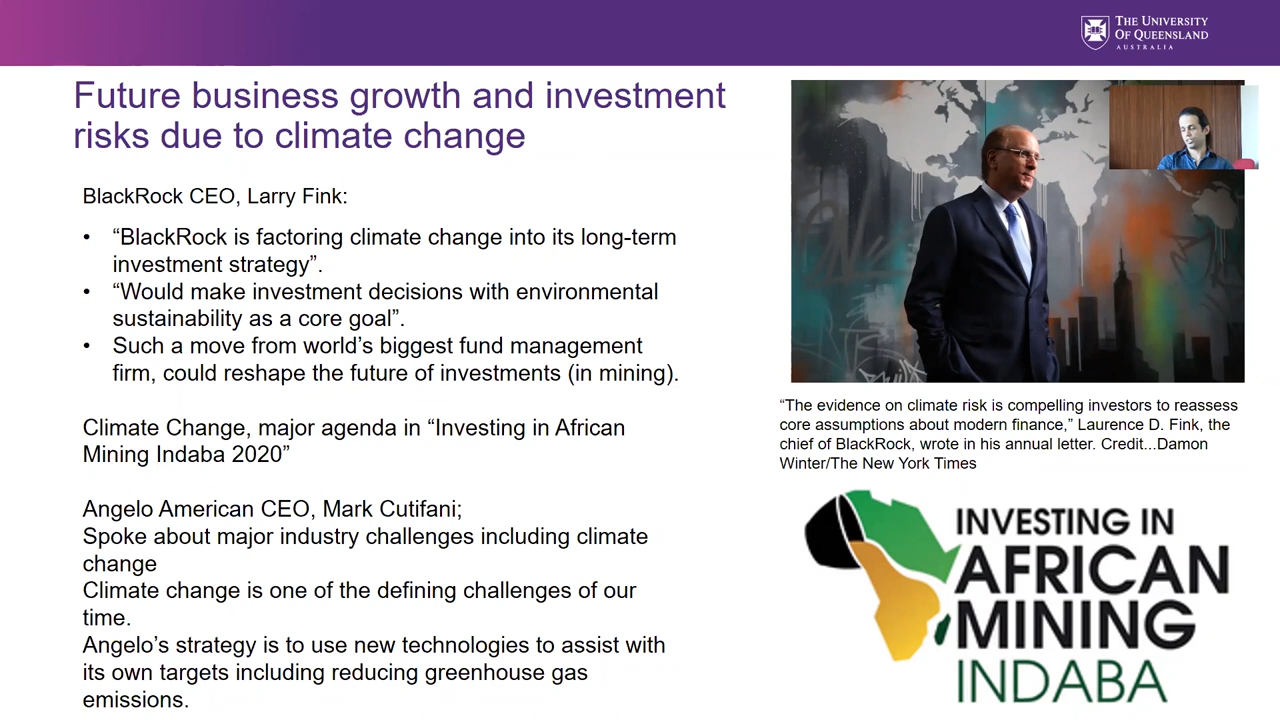 THE UNIVERSITY
OF QUEENSLAND
AUSTRALIA
Future business growth and investment
risks due to climate change
BlackRock CEO, Larry Fink:
• “BlackRock is factoring climate change into its long-term
investment strategy”.
• “Would make investment decisions with environmental
sustainability as a core goal”.
• Such a move from world’s biggest fund management
firm, could reshape the future of investments (in mining).
Climate Change, major agenda in “Investing in African
Mining Indaba 2020”
Angelo American CEO, Mark Cutifani;
Spoke about major industry challenges including climate
change
Climate change is one of the defining challenges of our
time.
Angelo’s strategy is to use new technologies to assist with
its own targets including reducing greenhouse gas
emissions.
“The evidence on climate risk is compelling investors to reassess
core assumptions about modern finance,” Laurence D. Fink, the
chief of BlackRock, wrote in his annual letter. Credit...Damon
Winter/The New York Times
INVESTING IN
AFRICAN
MINING
INDABA